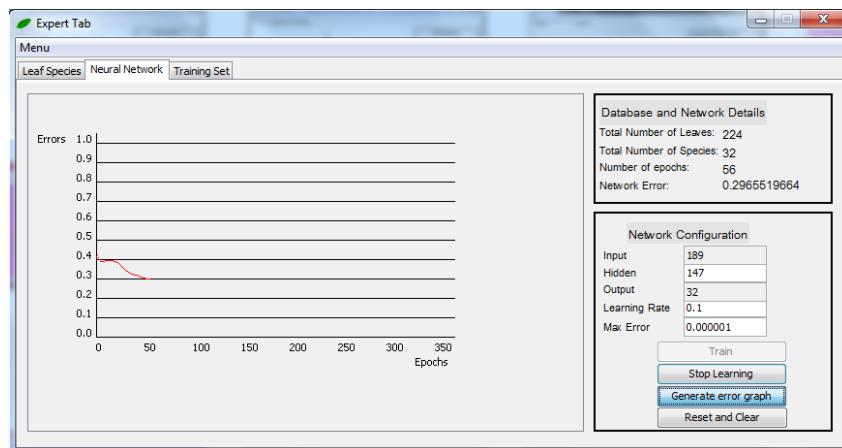 Expert Tab
Menu
Leaf Species Neural Network Training Set
Errors 1.0
0.9
0.8
0.7
0.6
0.5
0.4
0.3
0.2
0.1
0.0
0 50 100 150 200 250 300 350
Epochs
Database and Network Details
Total Number of Leaves: 224
Total Number of Species: 32
Number of epochs: 56
Network Error: 0.2965519664
Network Configuration
Input 189
Hidden 147
Output 32
Learning Rate 0.1
Max Error 0.000001
Train
Stop Learning
Generate error graph
Reset and Clear